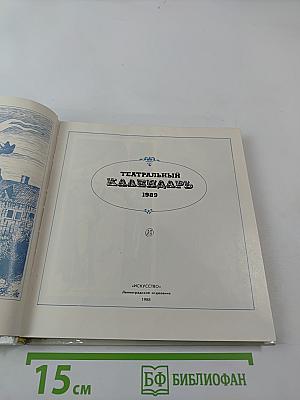 ТЕАТРАЛЬНЫЙ
КАЛЕНДАРЬ
1989
«ИСКУССТВО»
Ленинградское отделение
1988
15 см
БФ БИБЛИОФАН